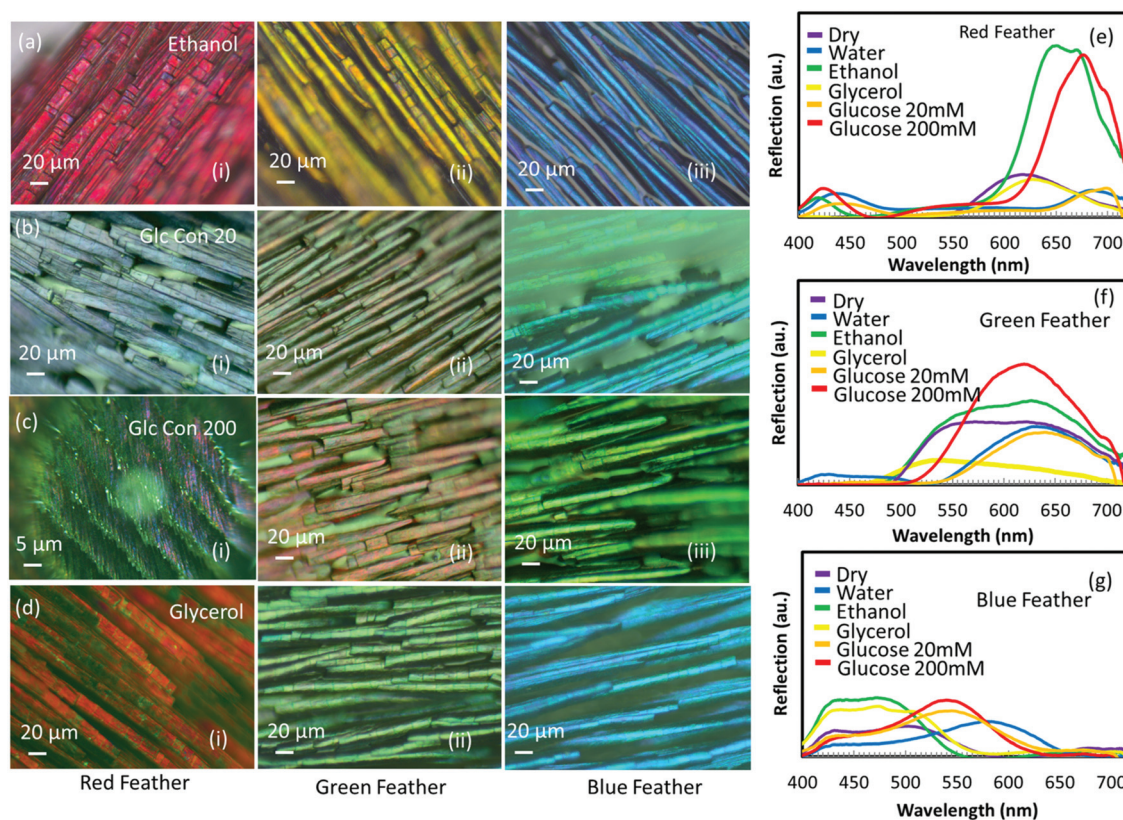 (a)
Ethanol
20 μm
(i)
20 μm
(ii)
20 μm
(iii)
(b)
Glc Con 20
20 μm
(i)
20 μm
(ii)
20 μm
(c)
Glc Con 200
5 μm
(i)
20 μm
(ii)
20 μm
(iii)
(d)
Glycerol
20 μm
(i)
20 μm
(ii)
20 μm
Red Feather
Green Feather
Blue Feather
(e)
Red Feather
Dry
Water
Ethanol
Glycerol
Glucose 20mM
Glucose 200mM
Reflection (au.)
400 450 500 550 600 650 700
Wavelength (nm)
(f)
Green Feather
Dry
Water
Ethanol
Glycerol
Glucose 20mM
Glucose 200mM
Reflection (au.)
400 450 500 550 600 650 700
Wavelength (nm)
(g)
Blue Feather
Dry
Water
Ethanol
Glycerol
Glucose 20mM
Glucose 200mM
Reflection (au.)
400 450 500 550 600 650 700
Wavelength (nm)